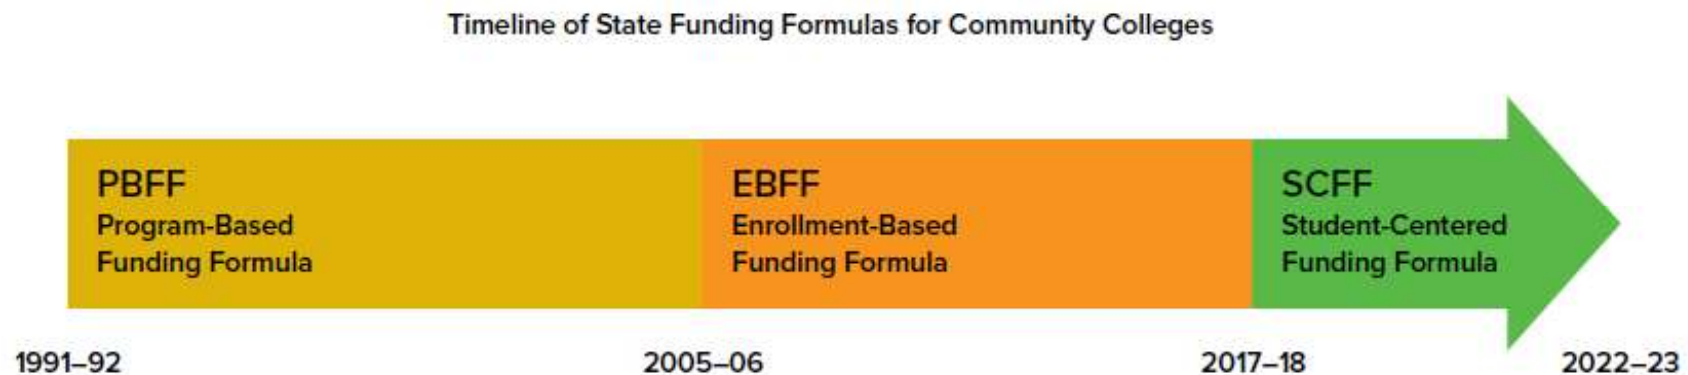 Timeline of State Funding Formulas for Community Colleges
PBFF
Program-Based
Funding Formula
EBFF
Enrollment-Based
Funding Formula
SCFF
Student-Centered
Funding Formula
1991–92
2005–06
2017–18
2022–23